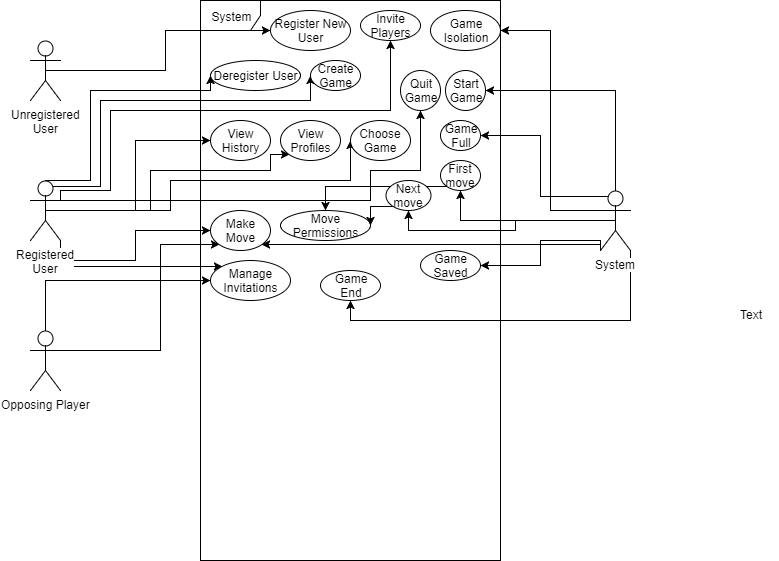 System
Register New
User
Invite
Players
Game
Isolation
Unregistered
User
Deregister User
Create
Game
Quit
Game
Start
Game
View
History
View
Profiles
Choose
Game
Game
Full
First
move
Next
move
Move
Permissions
Make
Move
Registered
User
Manage
Invitations
Game
End
Game
Saved
System
Text
Opposing Player